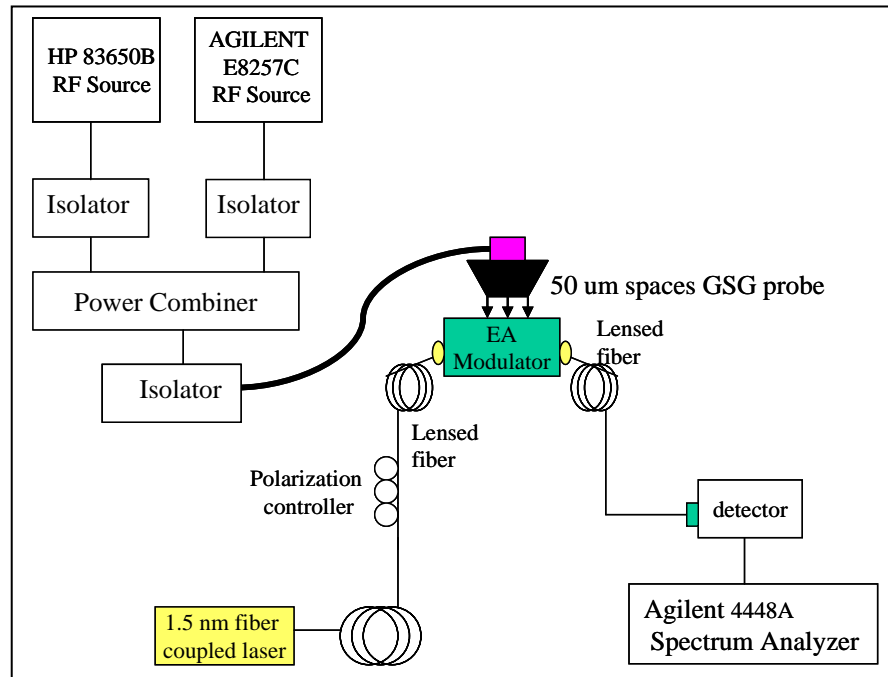 HP 83650B
RF Source
AGILENT
E8257C
RF Source
Isolator
Isolator
Power Combiner
Isolator
50 um spaces GSG probe
EA
Modulator
Lensed
fiber
Lensed
fiber
Polarization
controller
detector
1.5 nm fiber
coupled laser
Agilent 4448A
Spectrum Analyzer